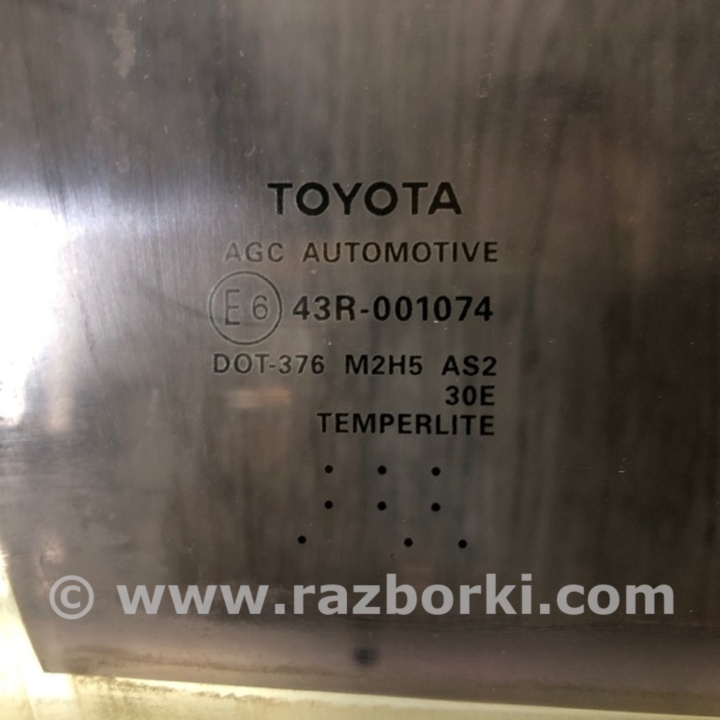 TOYOTA
AGC AUTOMOTIVE
E6 43R-001074
DOT-376 M2H5 AS2
30E
TEMPERLITE
© www.razborki.com